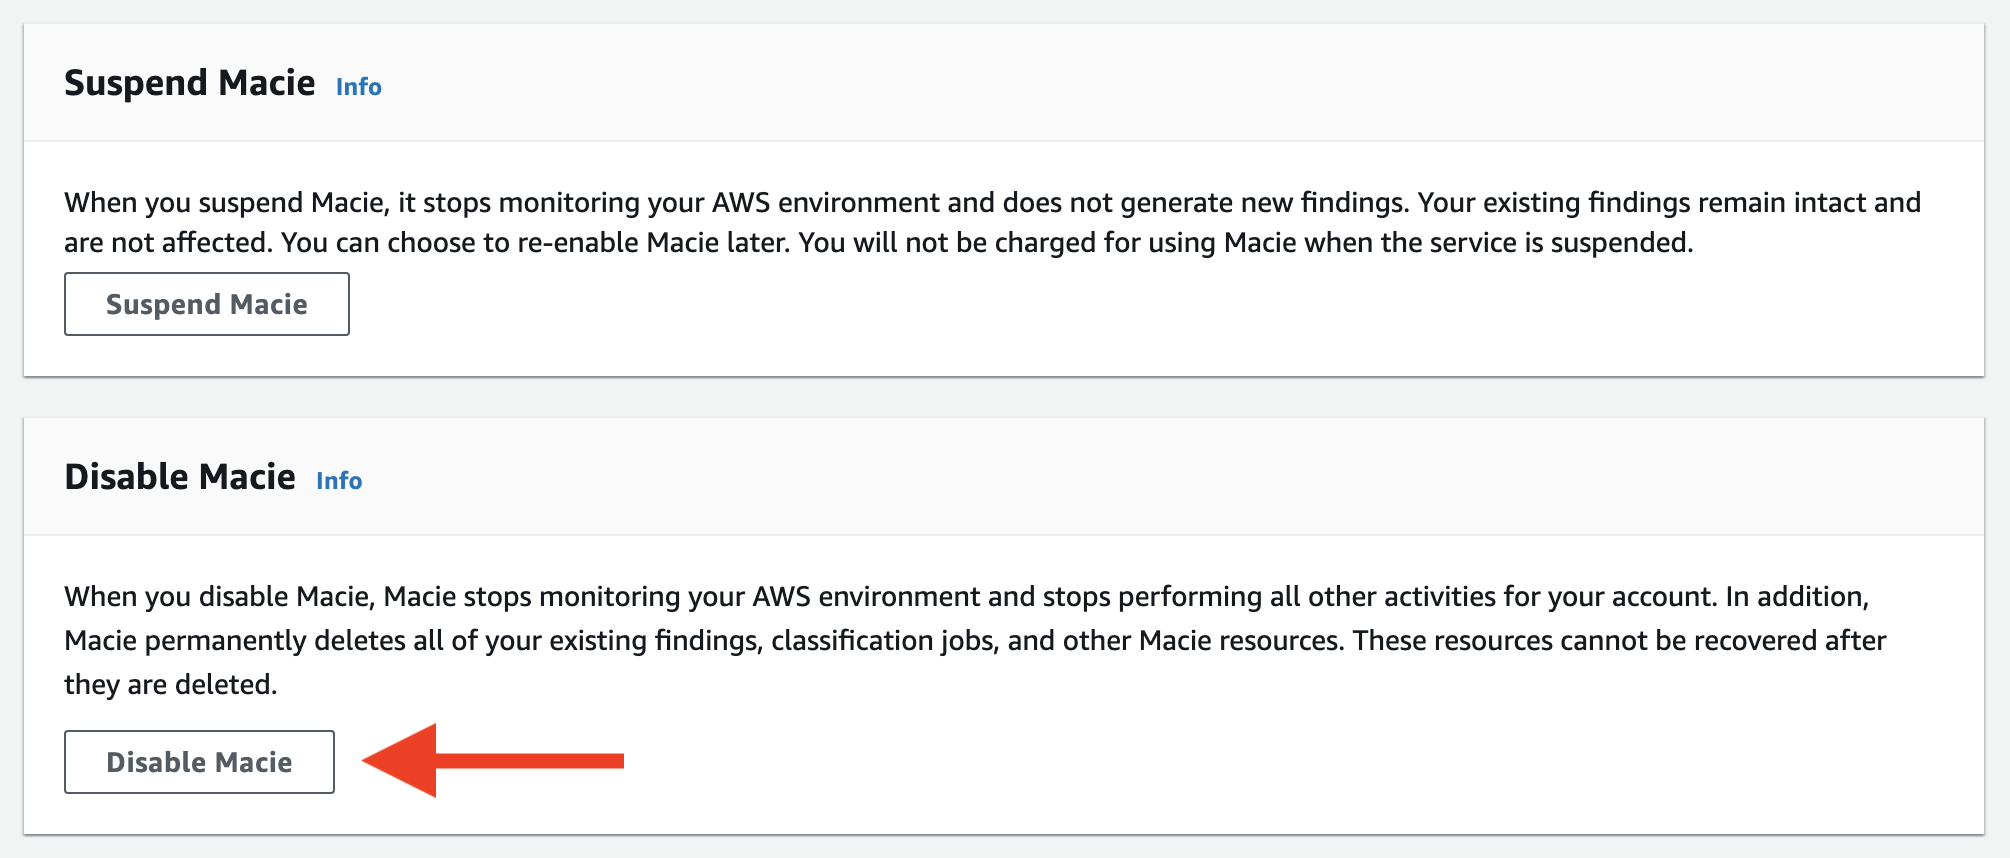 Suspend Macie Info
When you suspend Macie, it stops monitoring your AWS environment and does not generate new findings. Your existing findings remain intact and
are not affected. You can choose to re-enable Macie later. You will not be charged for using Macie when the service is suspended.
Suspend Macie
Disable Macie Info
When you disable Macie, Macie stops monitoring your AWS environment and stops performing all other activities for your account. In addition,
Macie permanently deletes all of your existing findings, classification jobs, and other Macie resources. These resources cannot be recovered after
they are deleted.
Disable Macie